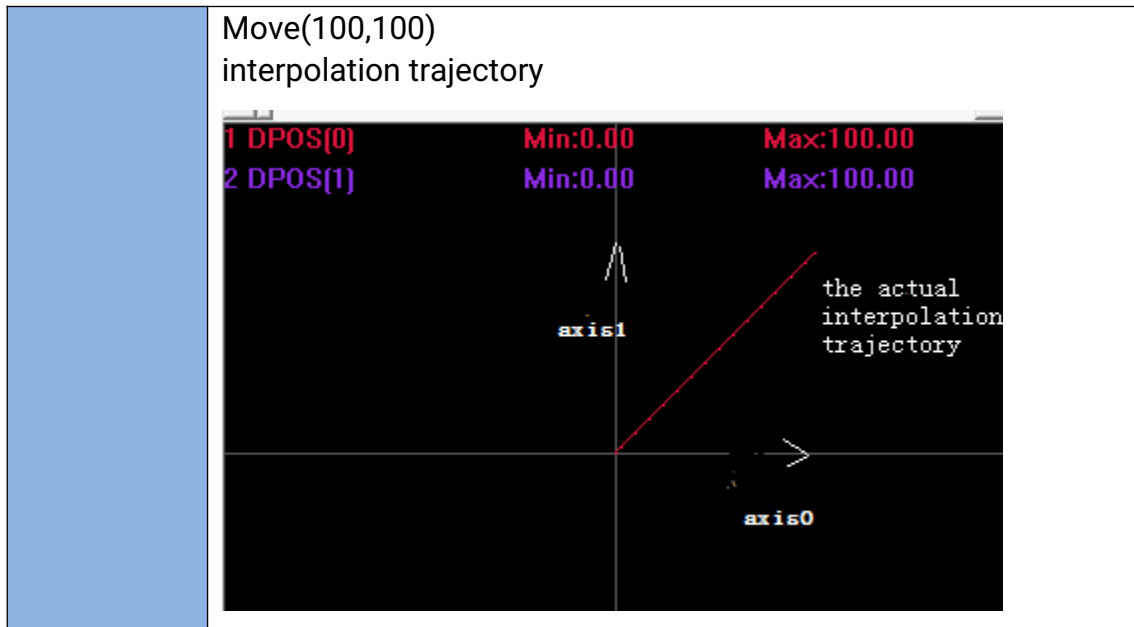 Move(100,100)
interpolation trajectory
1 DPOS(0) Min:0.00 Max:100.00
2 DPOS(1) Min:0.00 Max:100.00
the actual
interpolation
trajectory
axis1
axis0